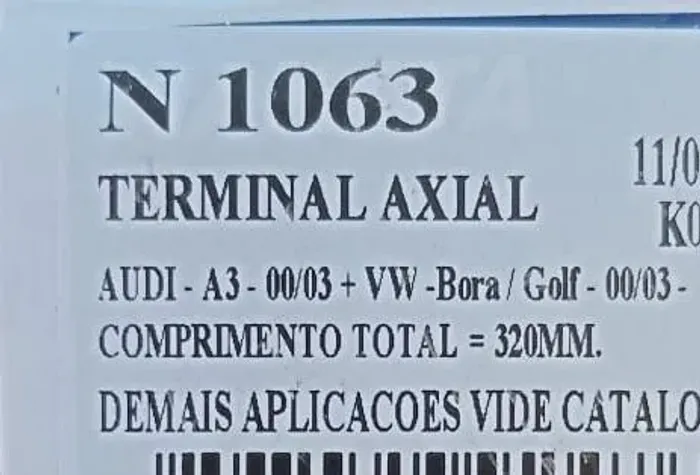 N 1063
11/0
TERMINAL AXIAL
K0
AUDI - A3 - 00/03 + VW -Bora / Golf - 00/03 -
COMPRIMENTO TOTAL = 320MM.
DEMAIS APLICACOES VIDE CATALO